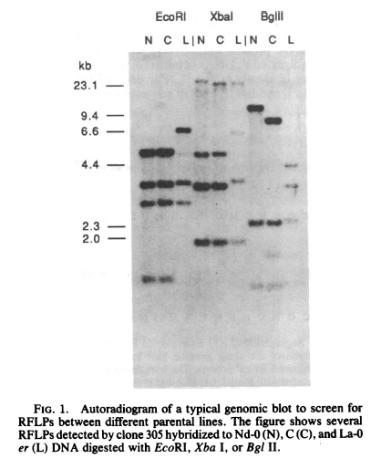 EcoRI XbaI BglII
N C L | N C L | N C L
kb
23.1
9.4
6.6
4.4
2.3
2.0
FIG. 1. Autoradiogram of a typical genomic blot to screen for
RFLPs between different parental lines. The figure shows several
RFLPs detected by clone 305 hybridized to Nd-0 (N), C (C), and La-0
er (L) DNA digested with EcoRI, Xba I, or Bgl II.